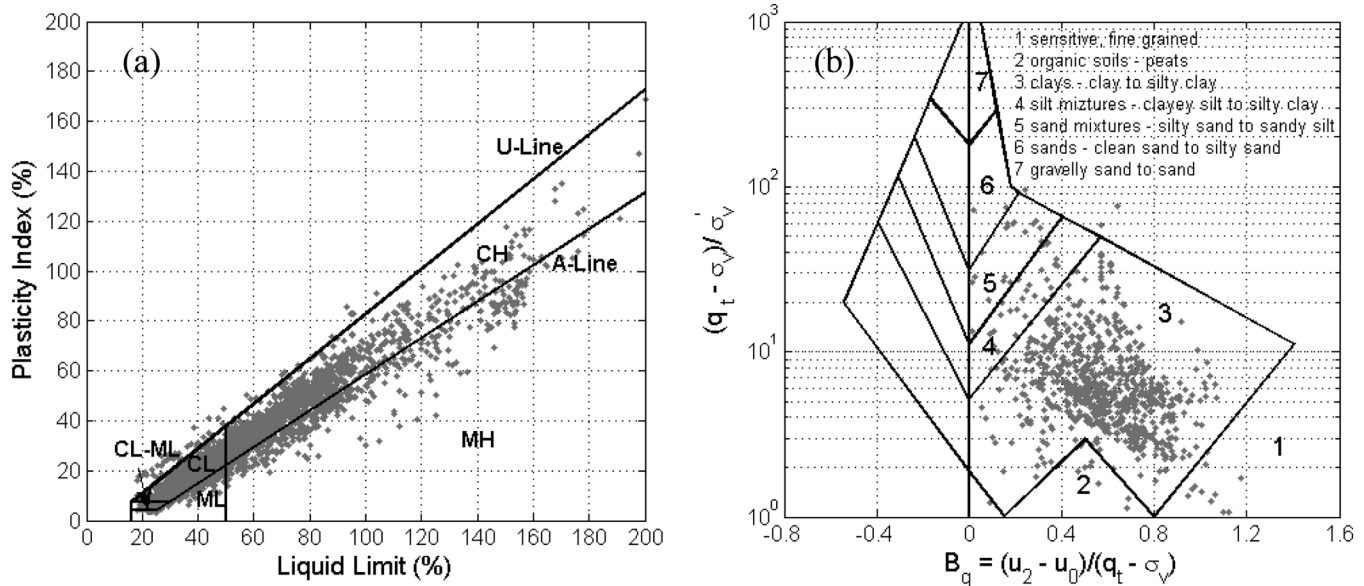 (a)
200
180
160
140
120
100
80
60
40
20
0
Plasticity Index (%)
U-Line
CH
A-Line
CL-ML
CL
MH
ML
0 20 40 60 80 100 120 140 160 180 200
Liquid Limit (%)
(b)
10³
10²
10¹
10⁰
(q_t - σ_v)/ σ'_v
1 sensitive, fine grained
2 organic soils - peats
3 clays - clay to silty clay
4 silt miztures - clayey silt to silty clay
5 sand mixtures - silty sand to sandy silt
6 sands - clean sand to silty sand
7 gravelly sand to sand
7
6
5
3
4
1
2
-0.8 -0.4 0 0.4 0.8 1.2 1.6
B_q = (u_2 - u_0)/(q_t - σ_v)